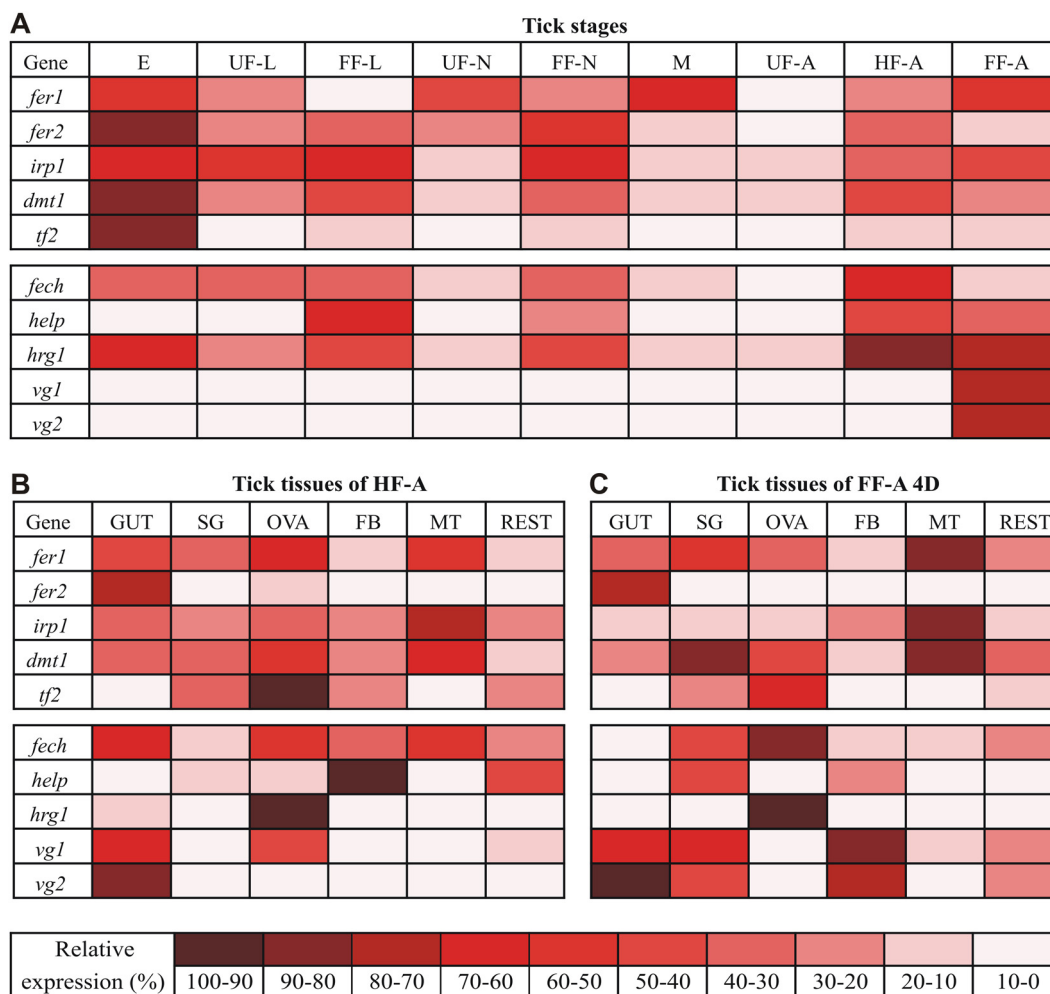 A
Tick stages
Gene E UF-L FF-L UF-N FF-N M UF-A HF-A FF-A
fer1
fer2
irp1
dmt1
tf2
fech
help
hrg1
vg1
vg2
B
Tick tissues of HF-A
Gene GUT SG OVA FB MT REST
fer1
fer2
irp1
dmt1
tf2
fech
help
hrg1
vg1
vg2
C
Tick tissues of FF-A 4D
GUT SG OVA FB MT REST
Relative
expression (%) 100-90 90-80 80-70 70-60 60-50 50-40 40-30 30-20 20-10 10-0